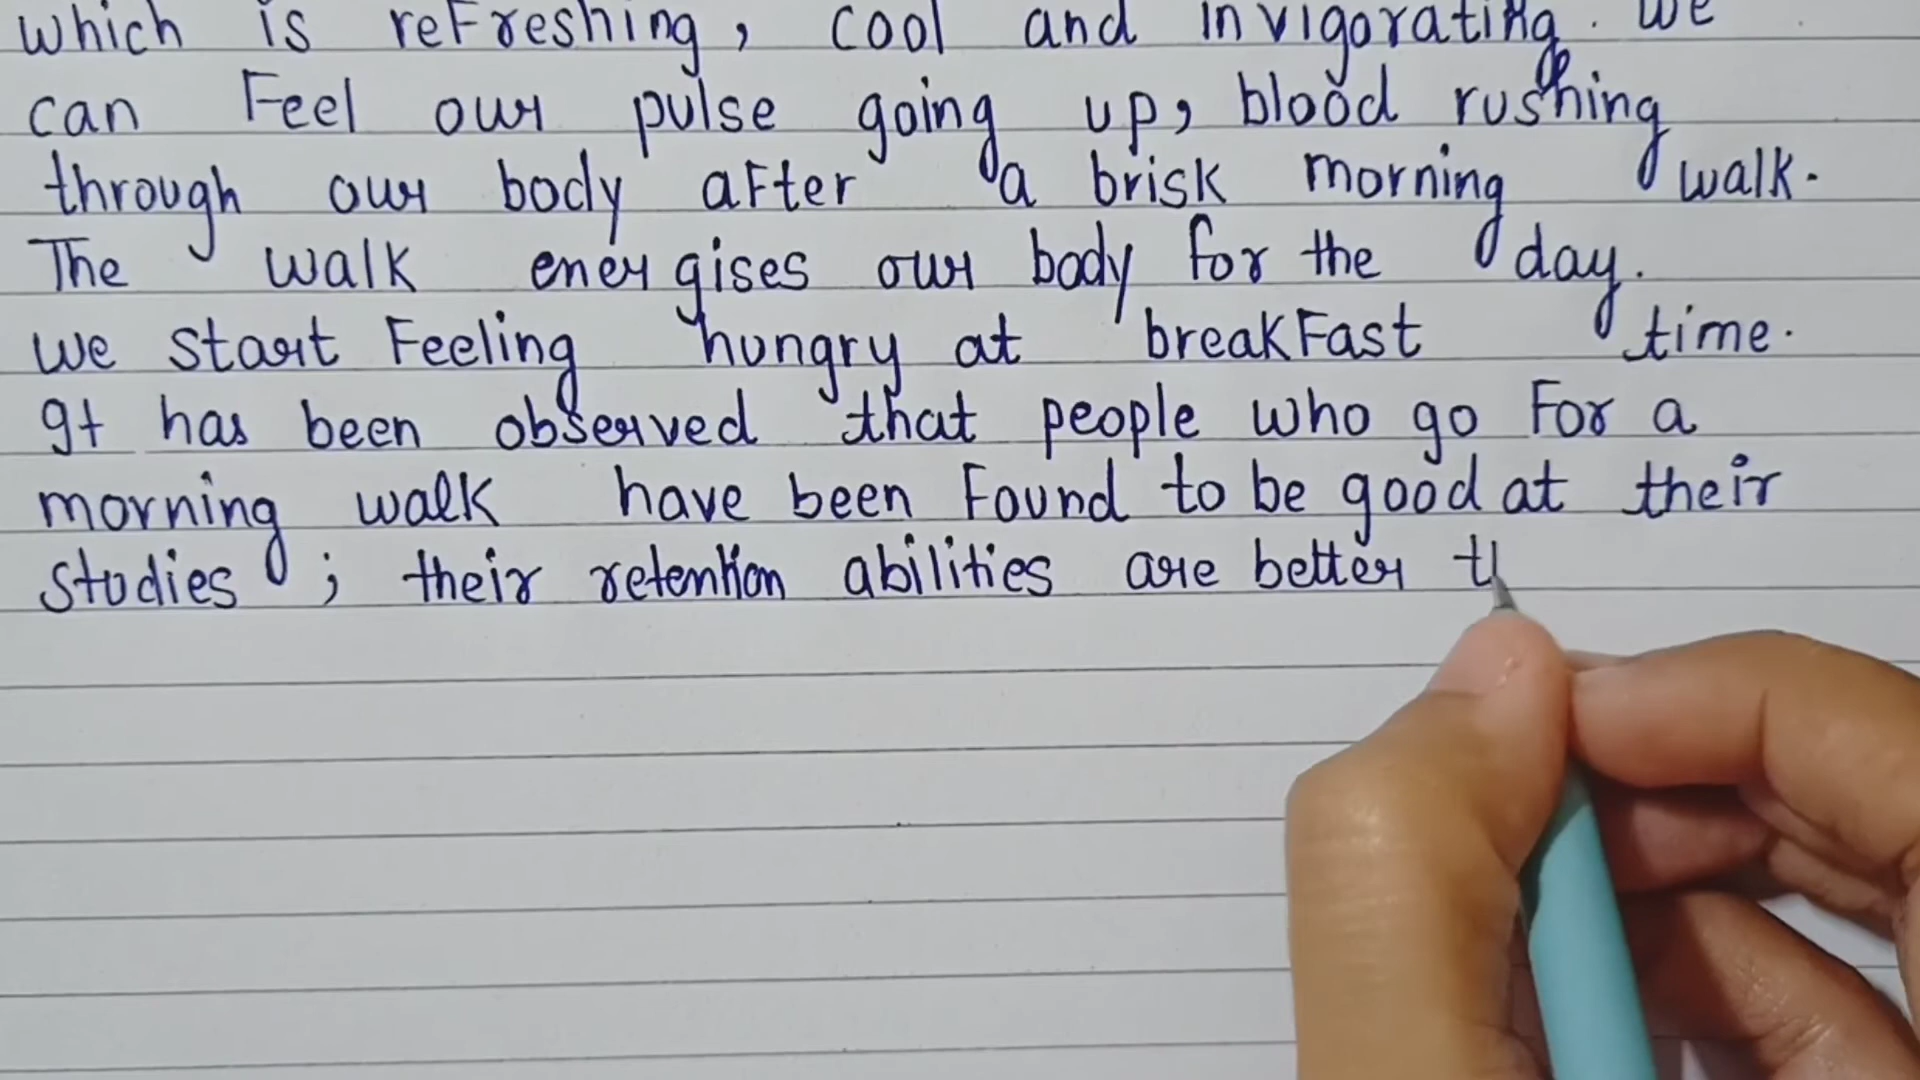 which is refreshing, cool and invigorating. We
can Feel our pulse going up, blood rushing
through our body after a brisk morning walk.
The walk energises our body for the day.
We start Feeling hungry at breakFast time.
It has been observed that people who go For a
morning walk have been Found to be good at their
studies ; their retention abilities are better t